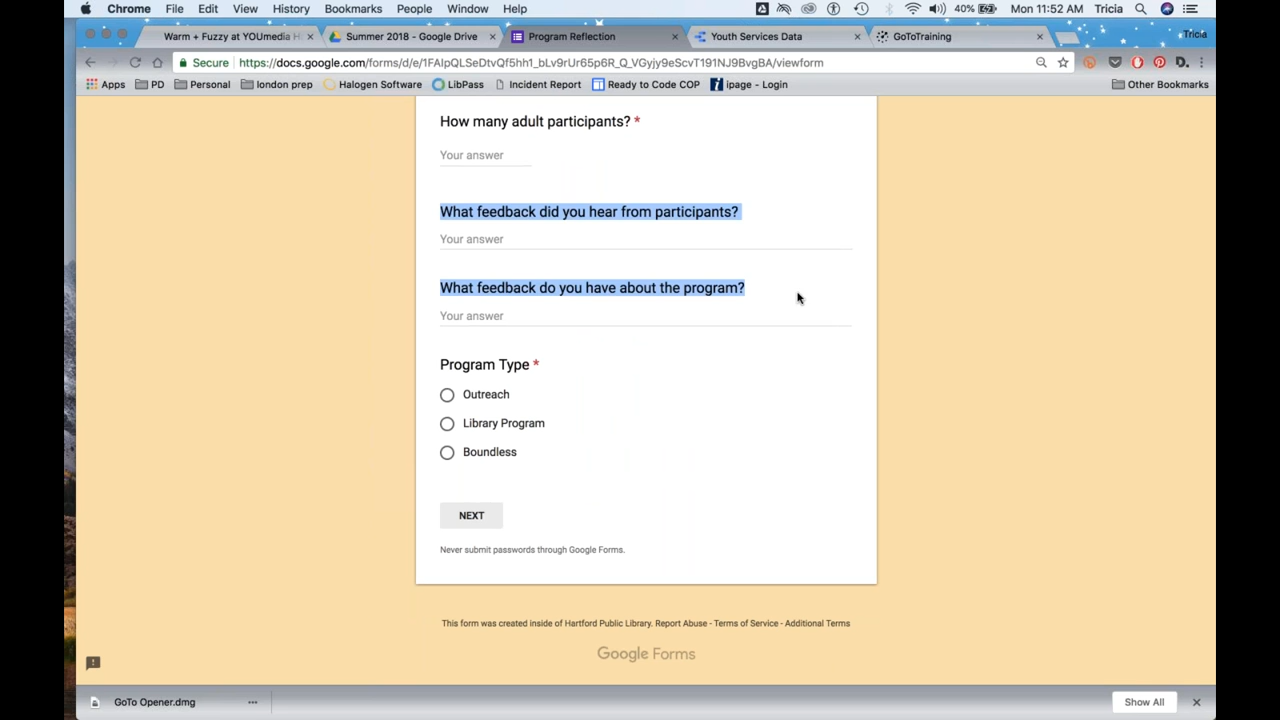 Chrome File Edit View History Bookmarks People Window Help 40% Mon 11:52 AM Tricia
Warm + Fuzzy at YOUmedia H × Summer 2018 - Google Drive × Program Reflection × Youth Services Data × GoToTraining × Tricia
Secure https://docs.google.com/forms/d/e/1FAIpQLSeDtvQf5hh1_bLv9rUr65p6R_Q_VGyjy9eScvT191NJ9BvgBA/viewform
Apps PD Personal london prep Halogen Software LibPass Incident Report Ready to Code COP ipage - Login Other Bookmarks
How many adult participants? *
Your answer
What feedback did you hear from participants?
Your answer
What feedback do you have about the program?
Your answer
Program Type *
Outreach
Library Program
Boundless
NEXT
Never submit passwords through Google Forms.
This form was created inside of Hartford Public Library. Report Abuse - Terms of Service - Additional Terms
Google Forms
GoTo Opener.dmg Show All